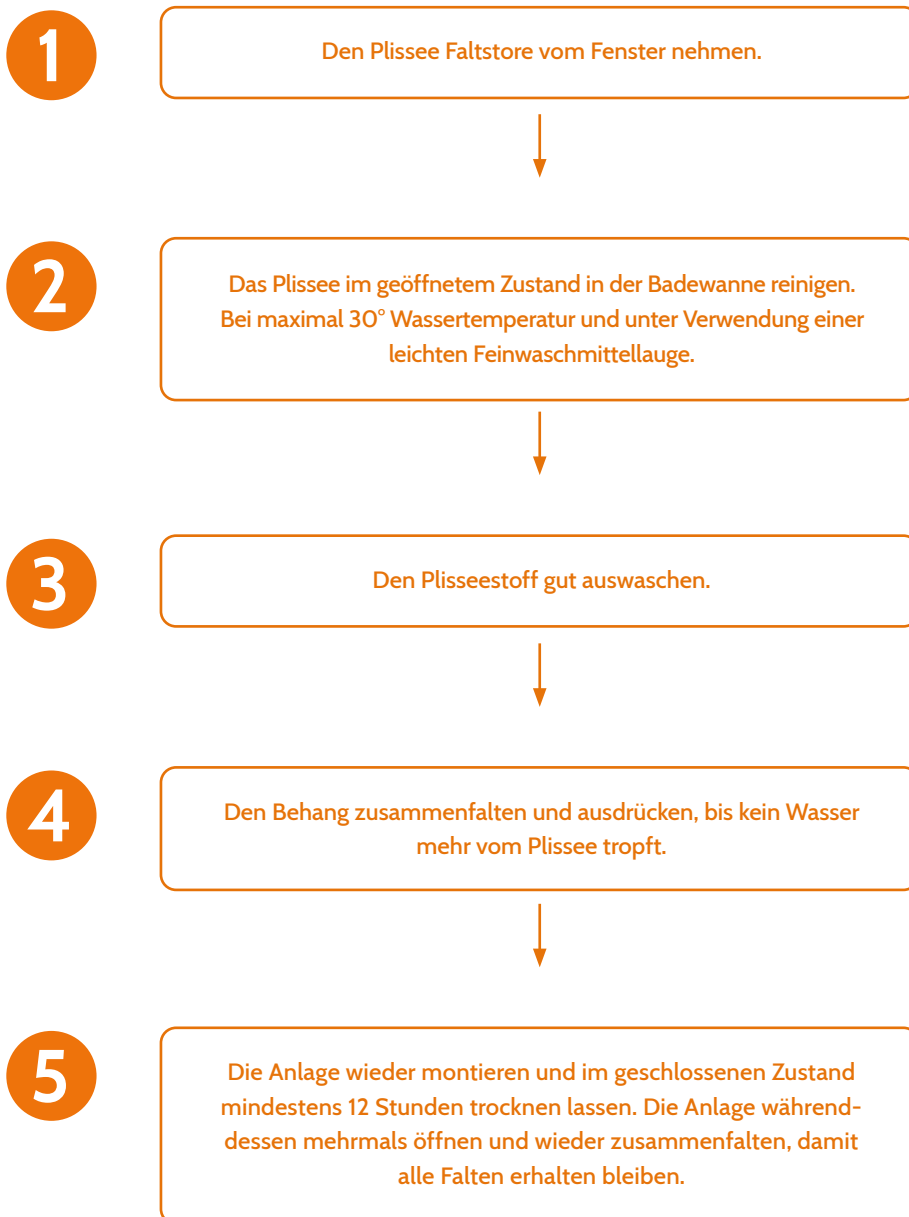 1
Den Plissee Faltstore vom Fenster nehmen.
2
Das Plissee im geöffnetem Zustand in der Badewanne reinigen.
Bei maximal 30° Wassertemperatur und unter Verwendung einer
leichten Feinwaschmittellauge.
3
Den Plisseestoff gut auswaschen.
4
Den Behang zusammenfalten und ausdrücken, bis kein Wasser
mehr vom Plissee tropft.
5
Die Anlage wieder montieren und im geschlossenen Zustand
mindestens 12 Stunden trocknen lassen. Die Anlage während-
dessen mehrmals öffnen und wieder zusammenfalten, damit
alle Falten erhalten bleiben.